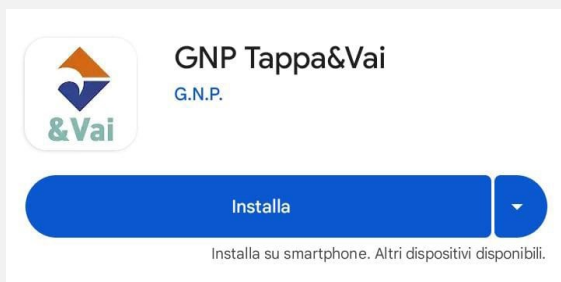 GNP Tappa&Vai
G.N.P.
&Vai
Installa
Installa su smartphone. Altri dispositivi disponibili.